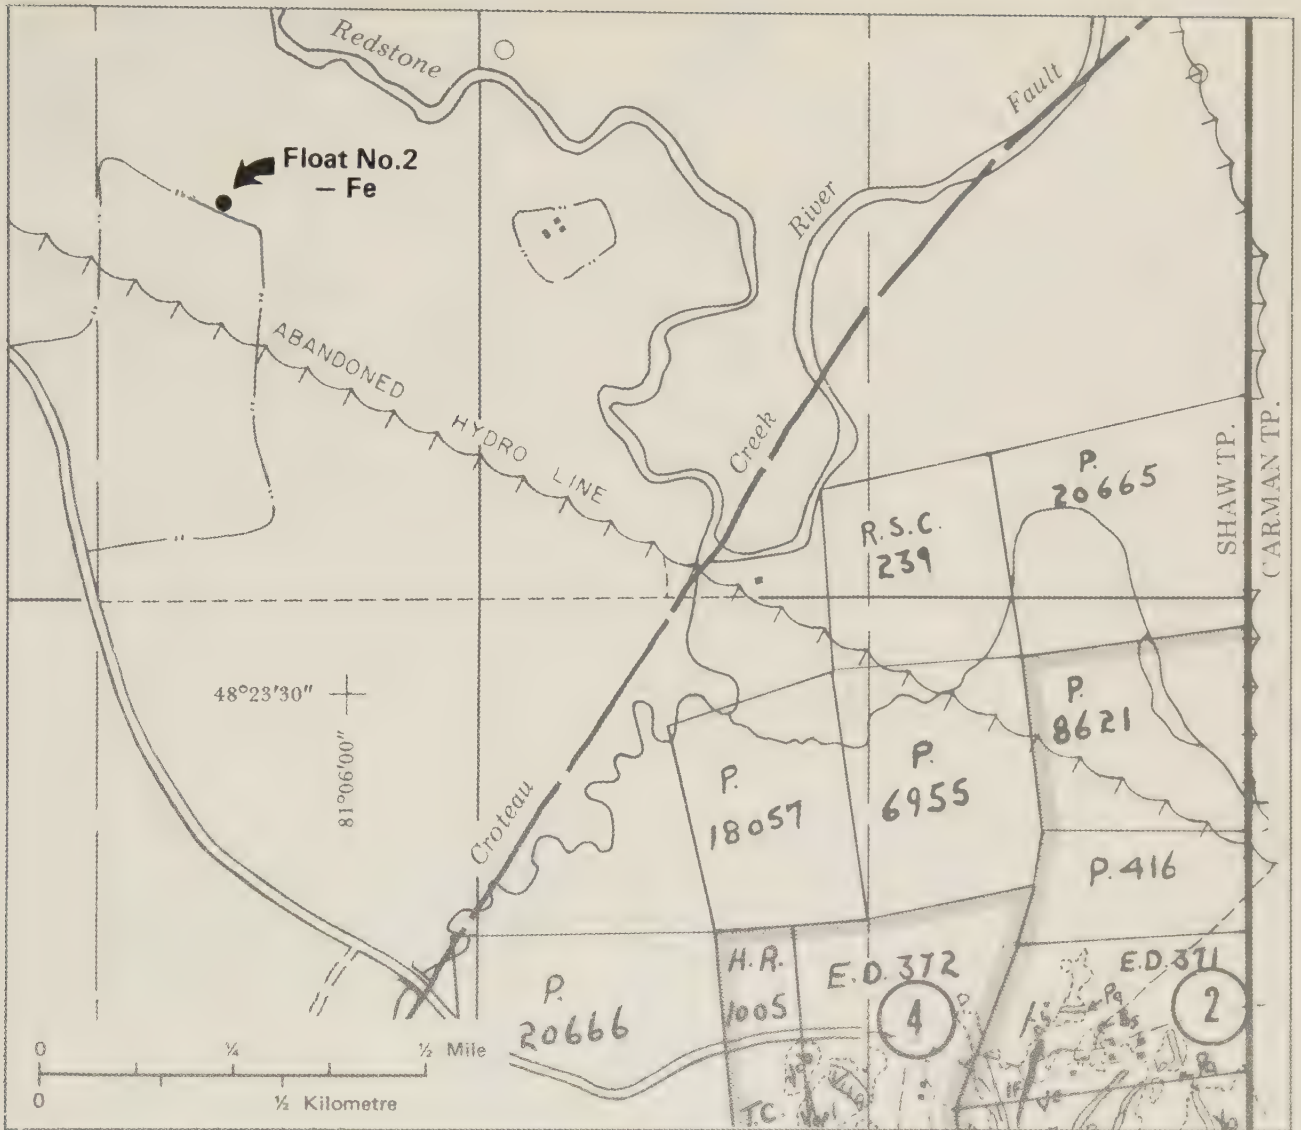 Redstone
River
Fault
Float No.2
– Fe
ABANDONED HYDRO LINE
Creek
Croteau
SHAW TP.
CARMAN TP.
P.
20665
R.S.C.
239
48°23'30"
81°06'00"
P.
8621
P.
18057
P.
6955
P. 416
H.R.
1005
E.D. 372
4
E.D. 371
2
P.
20666
T.C.
IF
0 ¼ ½ Mile
0 ½ Kilometre